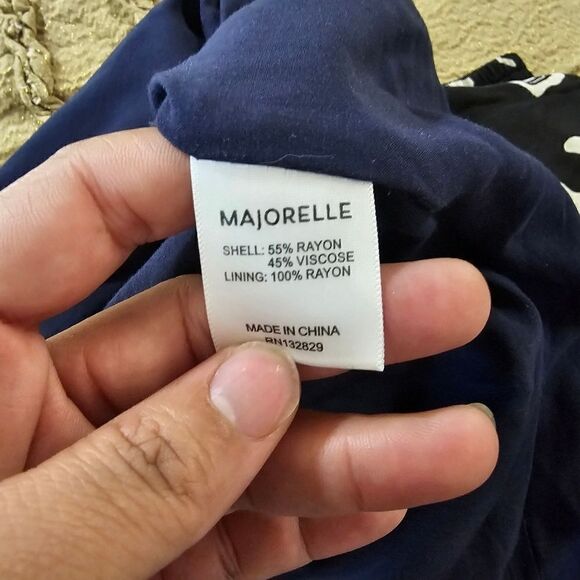 MAJORELLE
SHELL: 55% RAYON
45% VISCOSE
LINING: 100% RAYON
MADE IN CHINA
RN132829